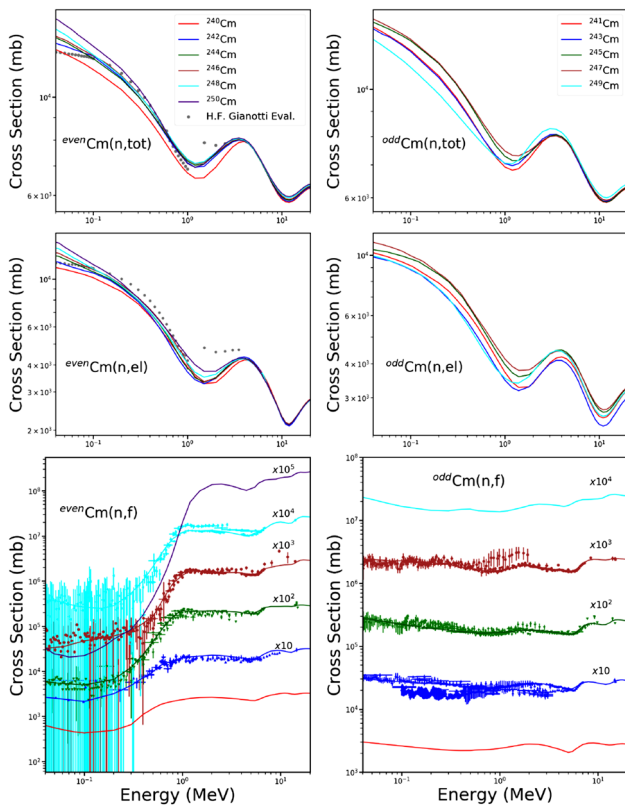 Cross Section (mb)
10⁴
6 × 10³
²⁴⁰Cm
²⁴²Cm
²⁴⁴Cm
²⁴⁶Cm
²⁴⁸Cm
²⁵⁰Cm
H.F. Gianotti Eval.
ᵉᵛᵉⁿCm(n,tot)
10⁻¹
10⁰
10¹
Cross Section (mb)
10⁴
6 × 10³
²⁴¹Cm
²⁴³Cm
²⁴⁵Cm
²⁴⁷Cm
²⁴⁹Cm
ᵒᵈᵈCm(n,tot)
10⁻¹
10⁰
10¹
Cross Section (mb)
10⁴
6 × 10³
4 × 10³
3 × 10³
2 × 10³
ᵉᵛᵉⁿCm(n,el)
10⁻¹
10⁰
10¹
Cross Section (mb)
10⁴
6 × 10³
4 × 10³
3 × 10³
ᵒᵈᵈCm(n,el)
10⁻¹
10⁰
10¹
Cross Section (mb)
10⁸
10⁷
10⁶
10⁵
10⁴
10³
10²
ᵉᵛᵉⁿCm(n,f)
x10⁵
x10⁴
x10³
x10²
x10
10⁻¹
10⁰
10¹
Energy (MeV)
Cross Section (mb)
10⁸
10⁷
10⁶
10⁵
10⁴
10³
ᵒᵈᵈCm(n,f)
x10⁴
x10³
x10²
x10
10⁻¹
10⁰
10¹
Energy (MeV)